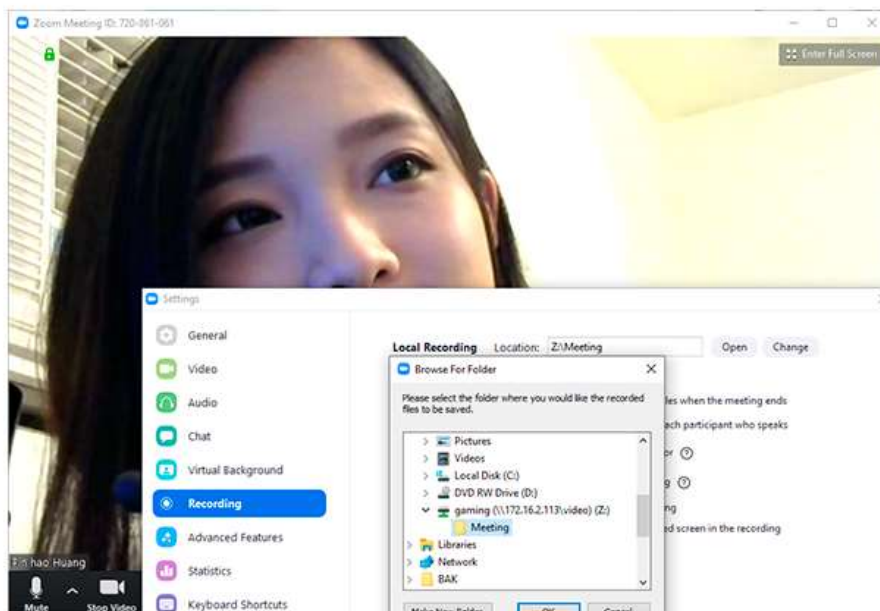 Zoom Meeting ID: 720-861-061
Enter Full Screen
Settings
General
Video
Audio
Chat
Virtual Background
Recording
Advanced Features
Statistics
Keyboard Shortcuts
Local Recording Location: Z:\Meeting Open Change
Browse For Folder
Please select the folder where you would like the recorded
files to be saved.
Pictures
Videos
Local Disk (C:)
DVD RW Drive (D:)
gaming (\\172.16.2.113\video) (Z:)
Meeting
Libraries
Network
BAK
Make New Folder OK Cancel
les when the meeting ends
ach participant who speaks
or
g
ng
ed screen in the recording
hao Huang
Mute Stop Video